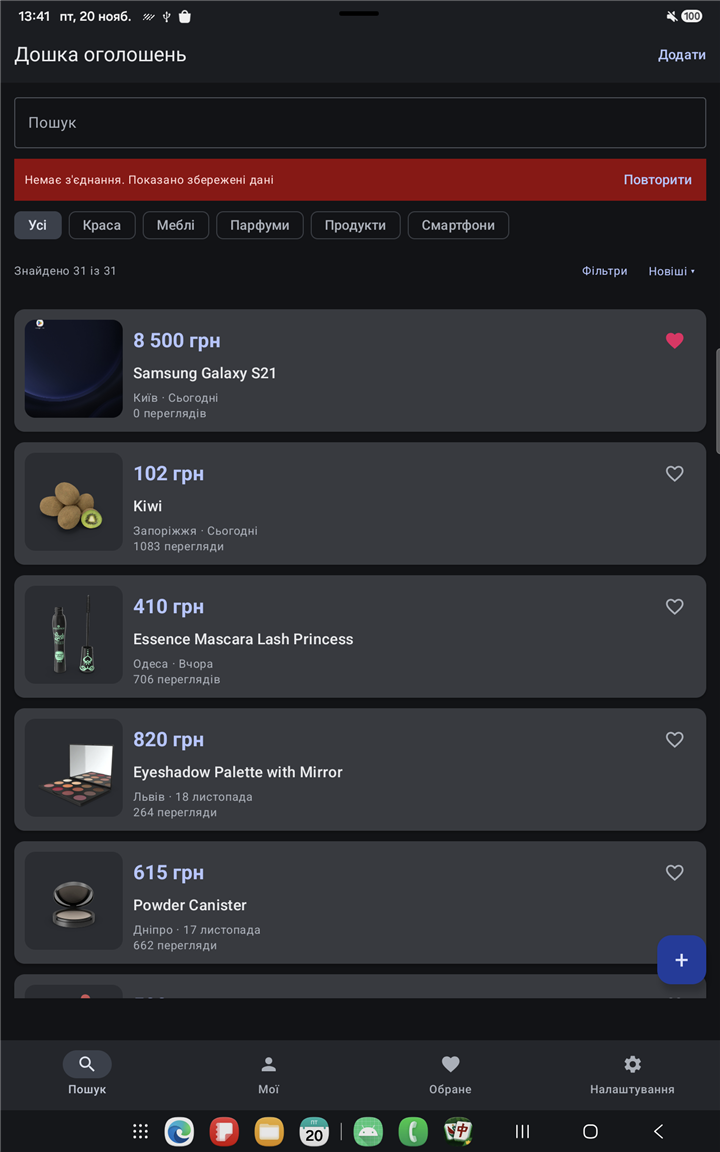 13:41 пт, 20 нояб.
100
Дошка оголошень
Додати
Пошук
Немає з'єднання. Показано збережені дані
Повторити
Усі
Краса
Меблі
Парфуми
Продукти
Смартфони
Знайдено 31 із 31
Фільтри
Новіші
8 500 грн
Samsung Galaxy S21
Київ · Сьогодні
0 переглядів
102 грн
Kiwi
Запоріжжя · Сьогодні
1083 перегляди
410 грн
Essence Mascara Lash Princess
Одеса · Вчора
706 переглядів
820 грн
Eyeshadow Palette with Mirror
Львів · 18 листопада
264 перегляди
615 грн
Powder Canister
Дніпро · 17 листопада
662 перегляди
Пошук
Мої
Обране
Налаштування
ПТ
20
中